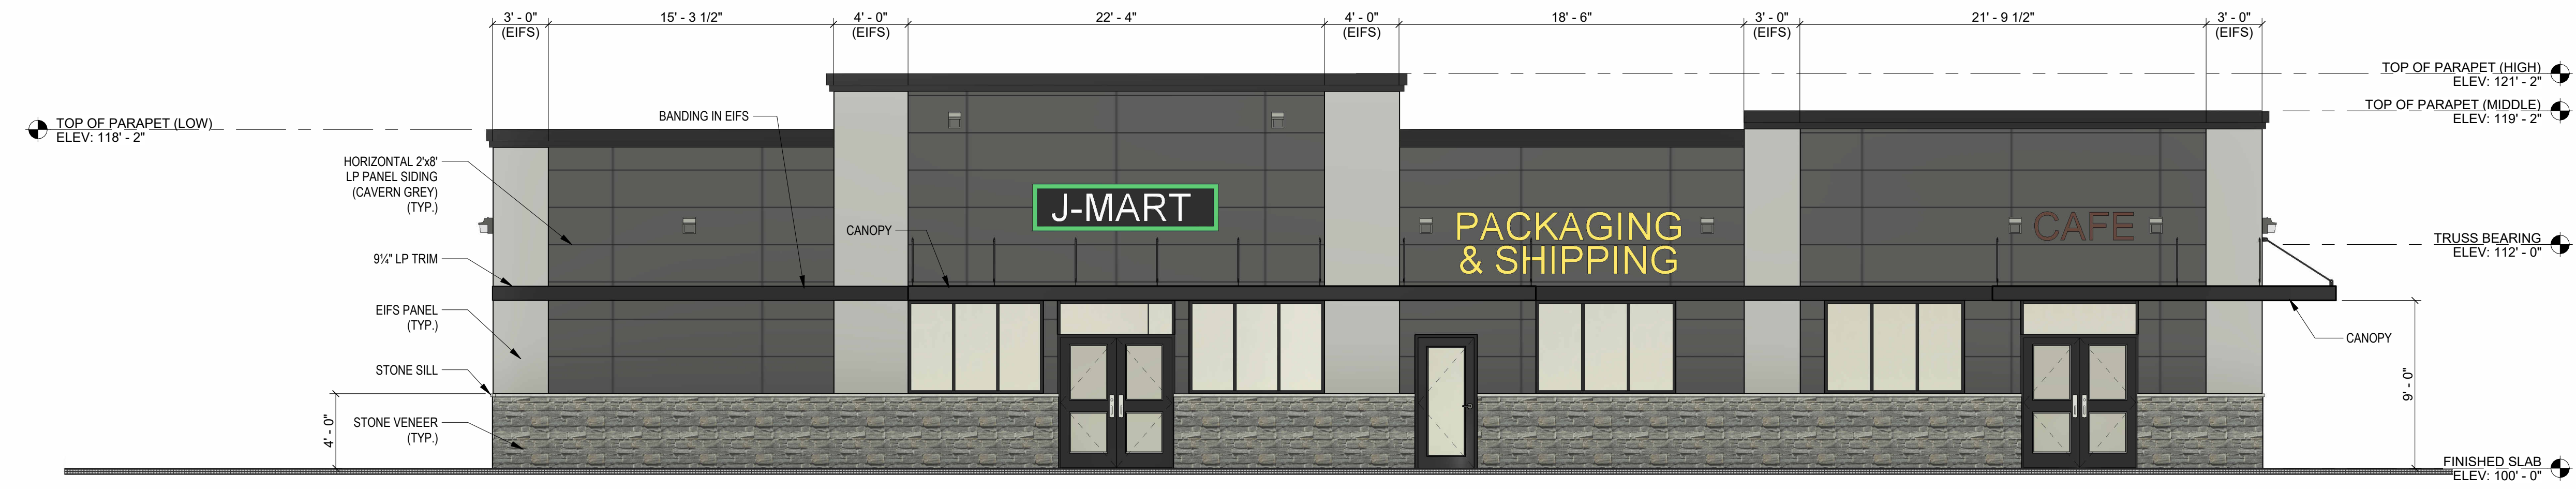 3' - 0"
(EIFS)
15' - 3 1/2"
4' - 0"
(EIFS)
22' - 4"
4' - 0"
(EIFS)
18' - 6"
3' - 0"
(EIFS)
21' - 9 1/2"
3' - 0"
(EIFS)
TOP OF PARAPET (HIGH)
ELEV: 121' - 2"
TOP OF PARAPET (MIDDLE)
ELEV: 119' - 2"
TOP OF PARAPET (LOW)
ELEV: 118' - 2"
BANDING IN EIFS
HORIZONTAL 2'x8'
LP PANEL SIDING
(CAVERN GREY)
(TYP.)
J-MART
PACKAGING
& SHIPPING
CAFE
CANOPY
TRUSS BEARING
ELEV: 112' - 0"
9¼" LP TRIM
EIFS PANEL
(TYP.)
CANOPY
STONE SILL
9' - 0"
4' - 0"
STONE VENEER
(TYP.)
FINISHED SLAB
ELEV: 100' - 0"